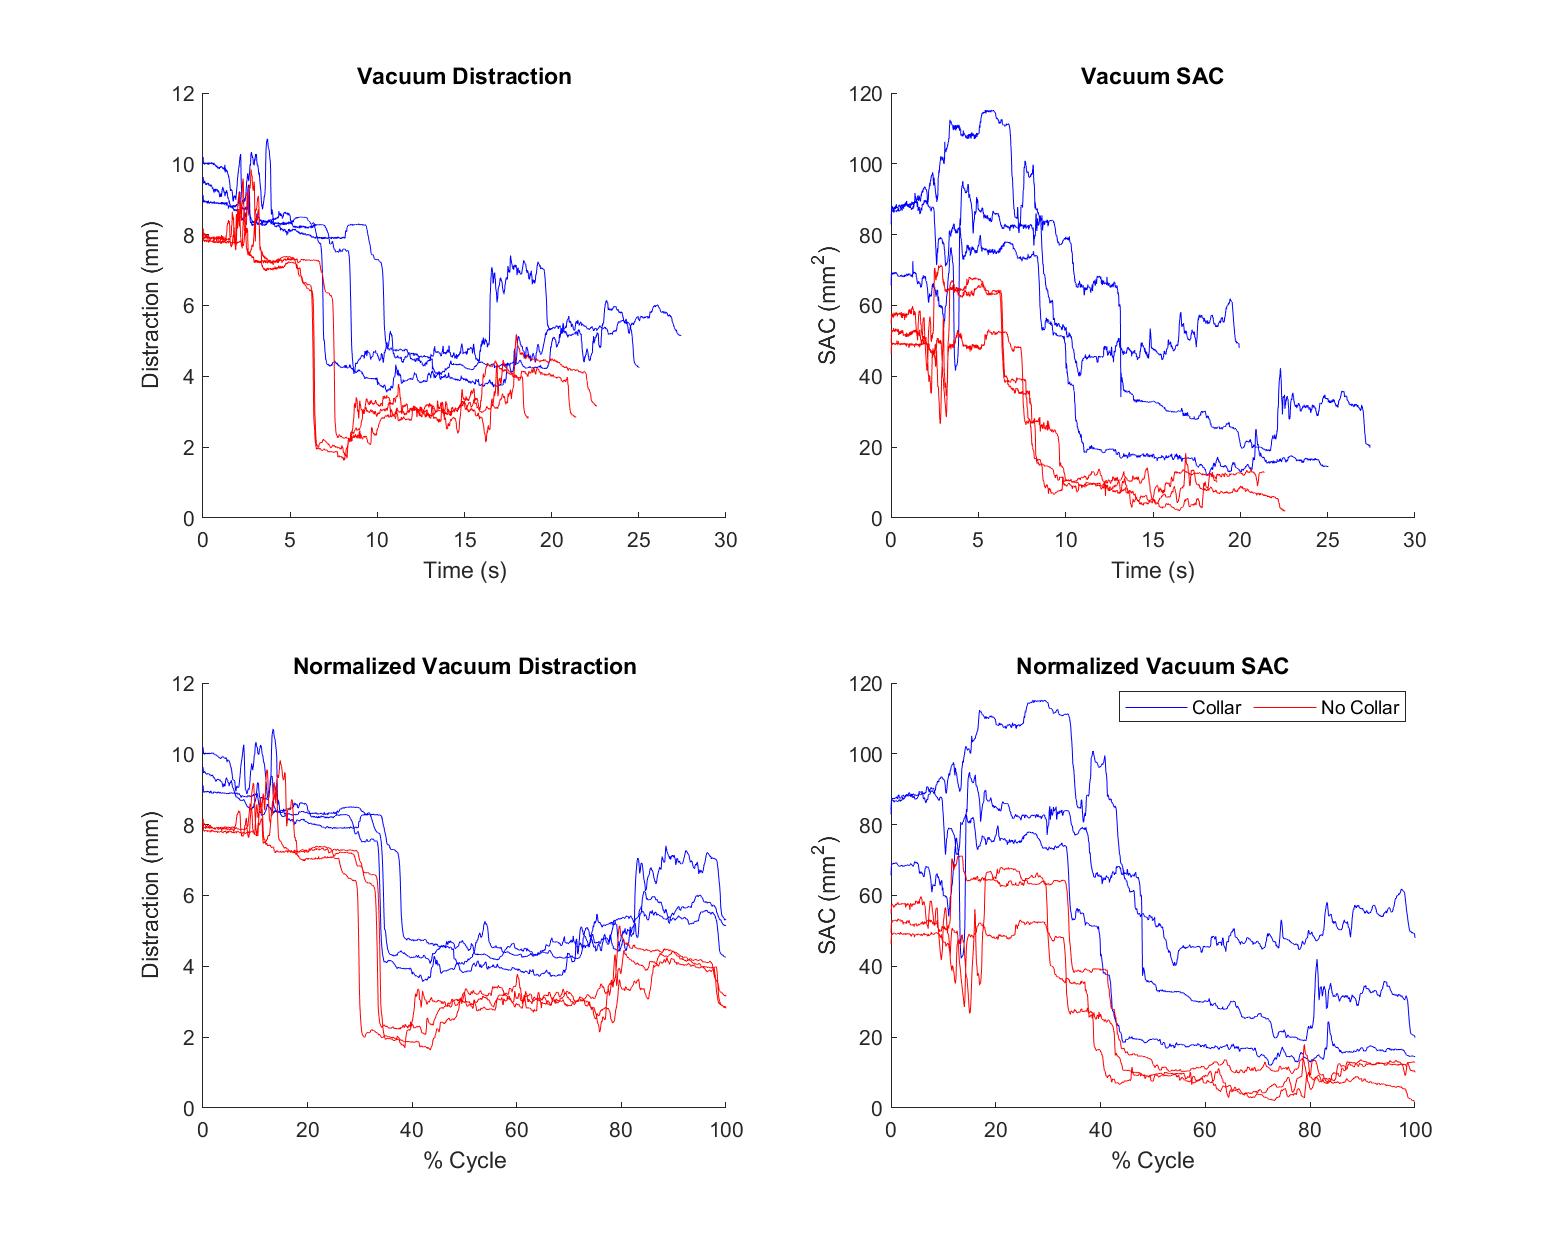 Vacuum Distraction
12
10
8
6
4
2
0
Distraction (mm)
0 5 10 15 20 25 30
Time (s)
Vacuum SAC
120
100
80
60
40
20
0
SAC (mm²)
0 5 10 15 20 25 30
Time (s)
Normalized Vacuum Distraction
12
10
8
6
4
2
0
Distraction (mm)
0 20 40 60 80 100
% Cycle
Normalized Vacuum SAC
Collar No Collar
120
100
80
60
40
20
0
SAC (mm²)
0 20 40 60 80 100
% Cycle